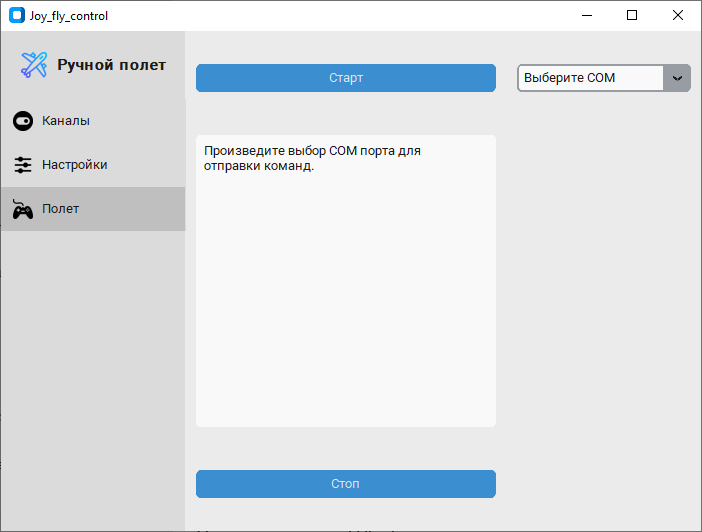 Joy_fly_control
Ручной полет
Каналы
Настройки
Полет
Старт
Выберите COM
Произведите выбор COM порта для
отправки команд.
Стоп